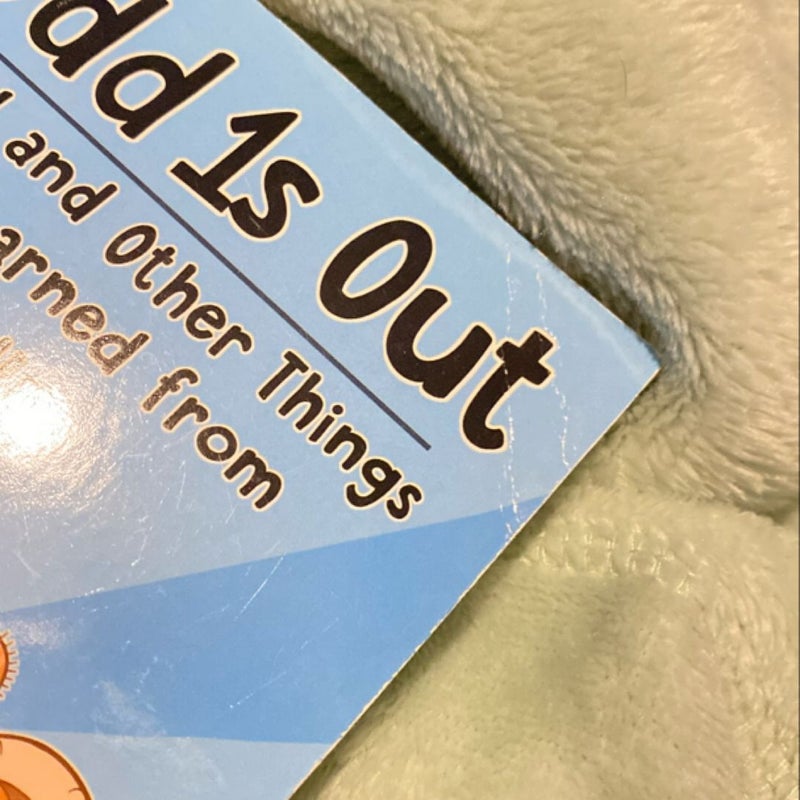 dd 1s Out
and Other Things
arned from